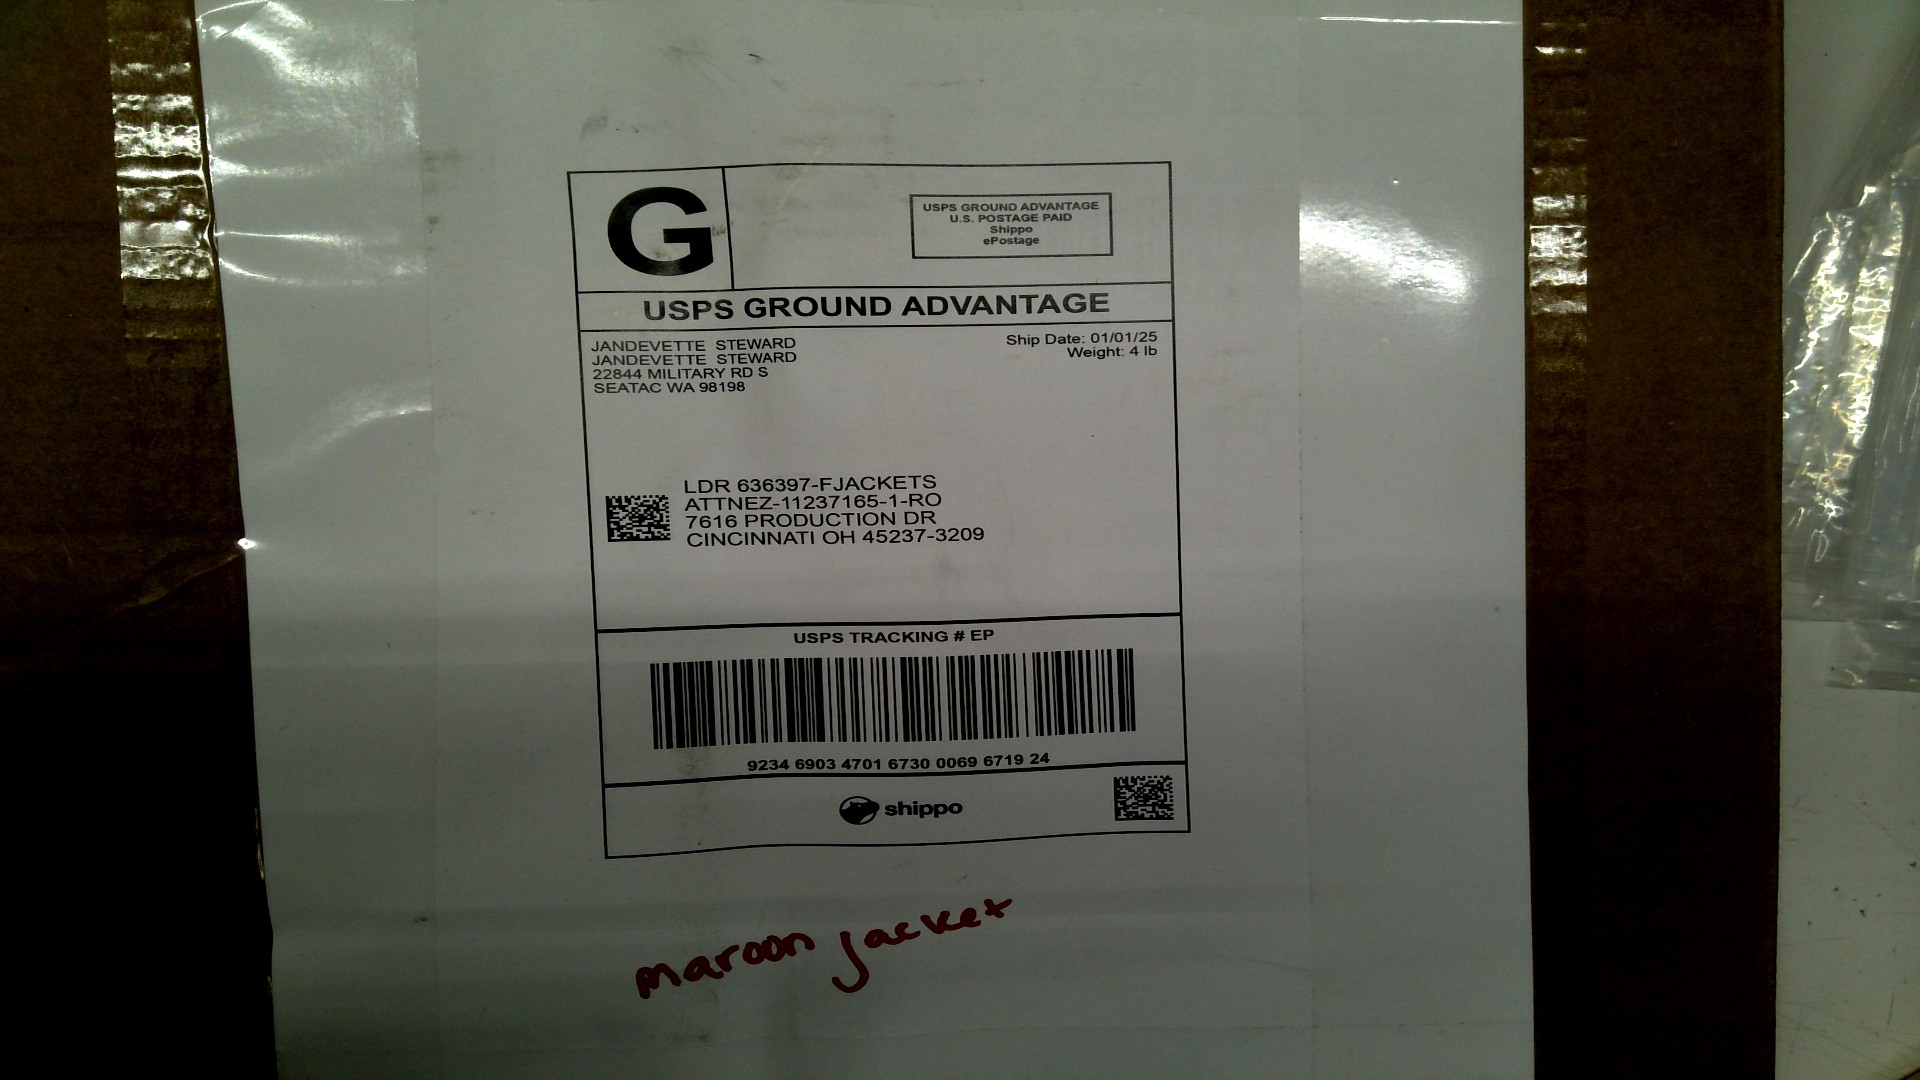 G
USPS GROUND ADVANTAGE
U.S. POSTAGE PAID
Shippo
ePostage
USPS GROUND ADVANTAGE
JANDEVETTE STEWARD
JANDEVETTE STEWARD
22844 MILITARY RD S
SEATAC WA 98198
Ship Date: 01/01/25
Weight: 4 lb
LDR 636397-FJACKETS
ATTNEZ-11237165-1-RO
7616 PRODUCTION DR
CINCINNATI OH 45237-3209
USPS TRACKING # EP
9234 6903 4701 6730 0069 6719 24
shippo
maroon jacket